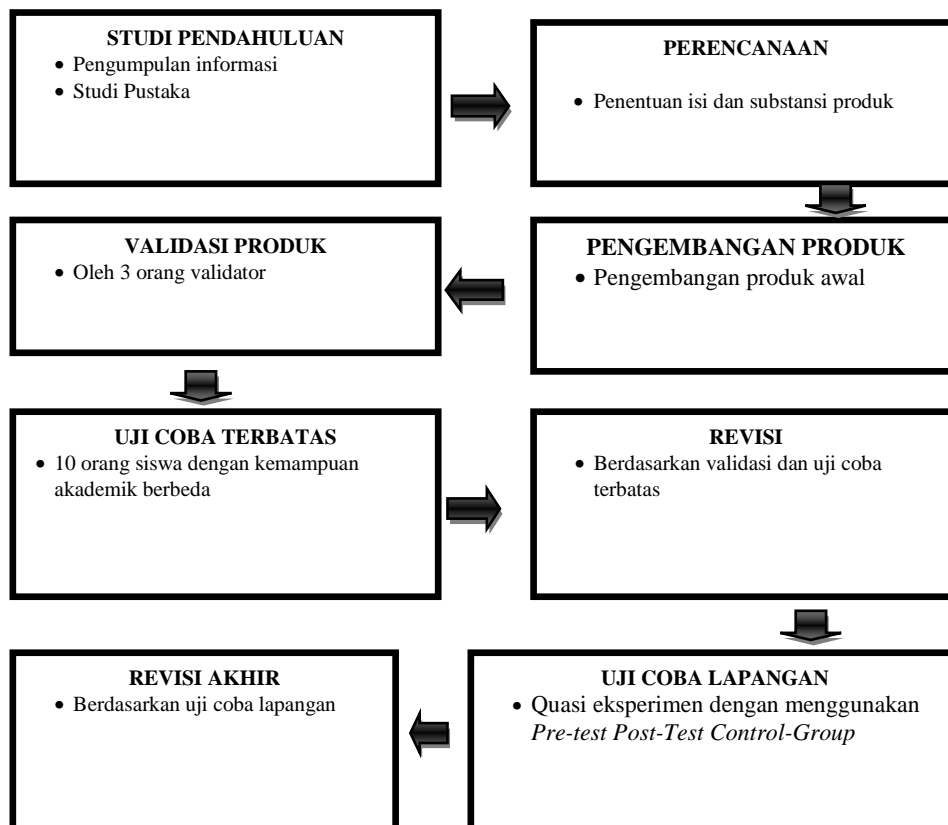 STUDI PENDAHULUAN
• Pengumpulan informasi
• Studi Pustaka
PERENCANAAN
• Penentuan isi dan substansi produk
PENGEMBANGAN PRODUK
• Pengembangan produk awal
VALIDASI PRODUK
• Oleh 3 orang validator
UJI COBA TERBATAS
• 10 orang siswa dengan kemampuan
akademik berbeda
REVISI
• Berdasarkan validasi dan uji coba
terbatas
UJI COBA LAPANGAN
• Quasi eksperimen dengan menggunakan
Pre-test Post-Test Control-Group
REVISI AKHIR
• Berdasarkan uji coba lapangan